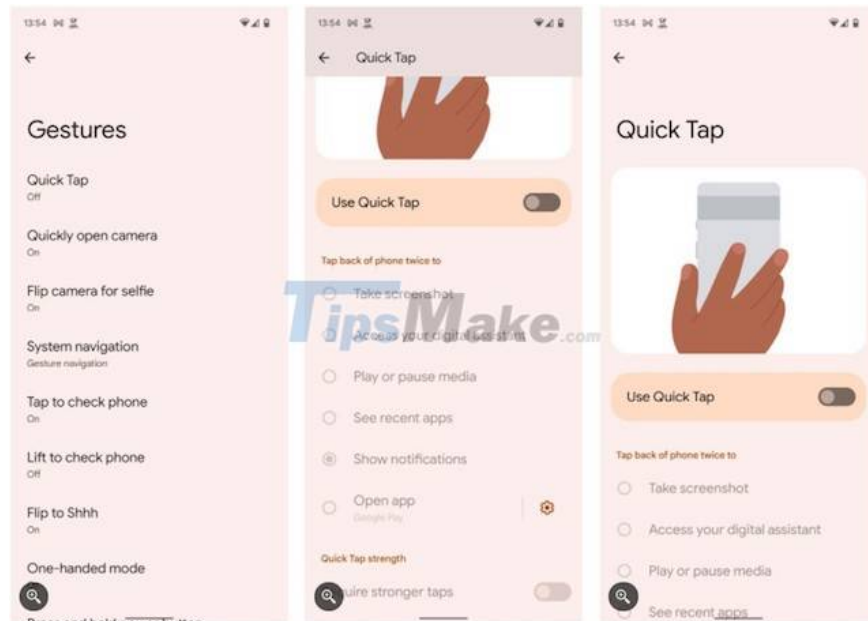 13:54
Gestures
Quick Tap
Off
Quickly open camera
On
Flip camera for selfie
On
System navigation
Gesture navigation
Tap to check phone
On
Lift to check phone
Off
Flip to Shhh
On
One-handed mode
13:54
Quick Tap
Use Quick Tap
Tap back of phone twice to
Take screenshot
Access your digital assistant
Play or pause media
See recent apps
Show notifications
Open app
Google Pay
Quick Tap strength
stronger taps
13:54
Quick Tap
Use Quick Tap
Tap back of phone twice to
Take screenshot
Access your digital assistant
Play or pause media
See recent apps
TipsMake.com